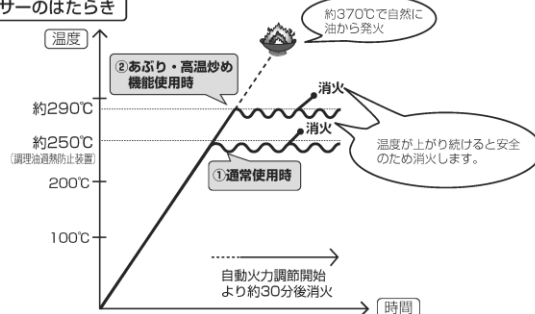 サーのはたらき
温度
約370℃で自然に
油から発火
②あぶり・高温炒め
機能使用時
消火
約290℃
消火
約250℃
(調理油過熱防止装置)
温度が上がり続けると安全
のため消火します。
①通常使用時
200℃
100℃
自動火力調節開始
より約30分後消火
時間